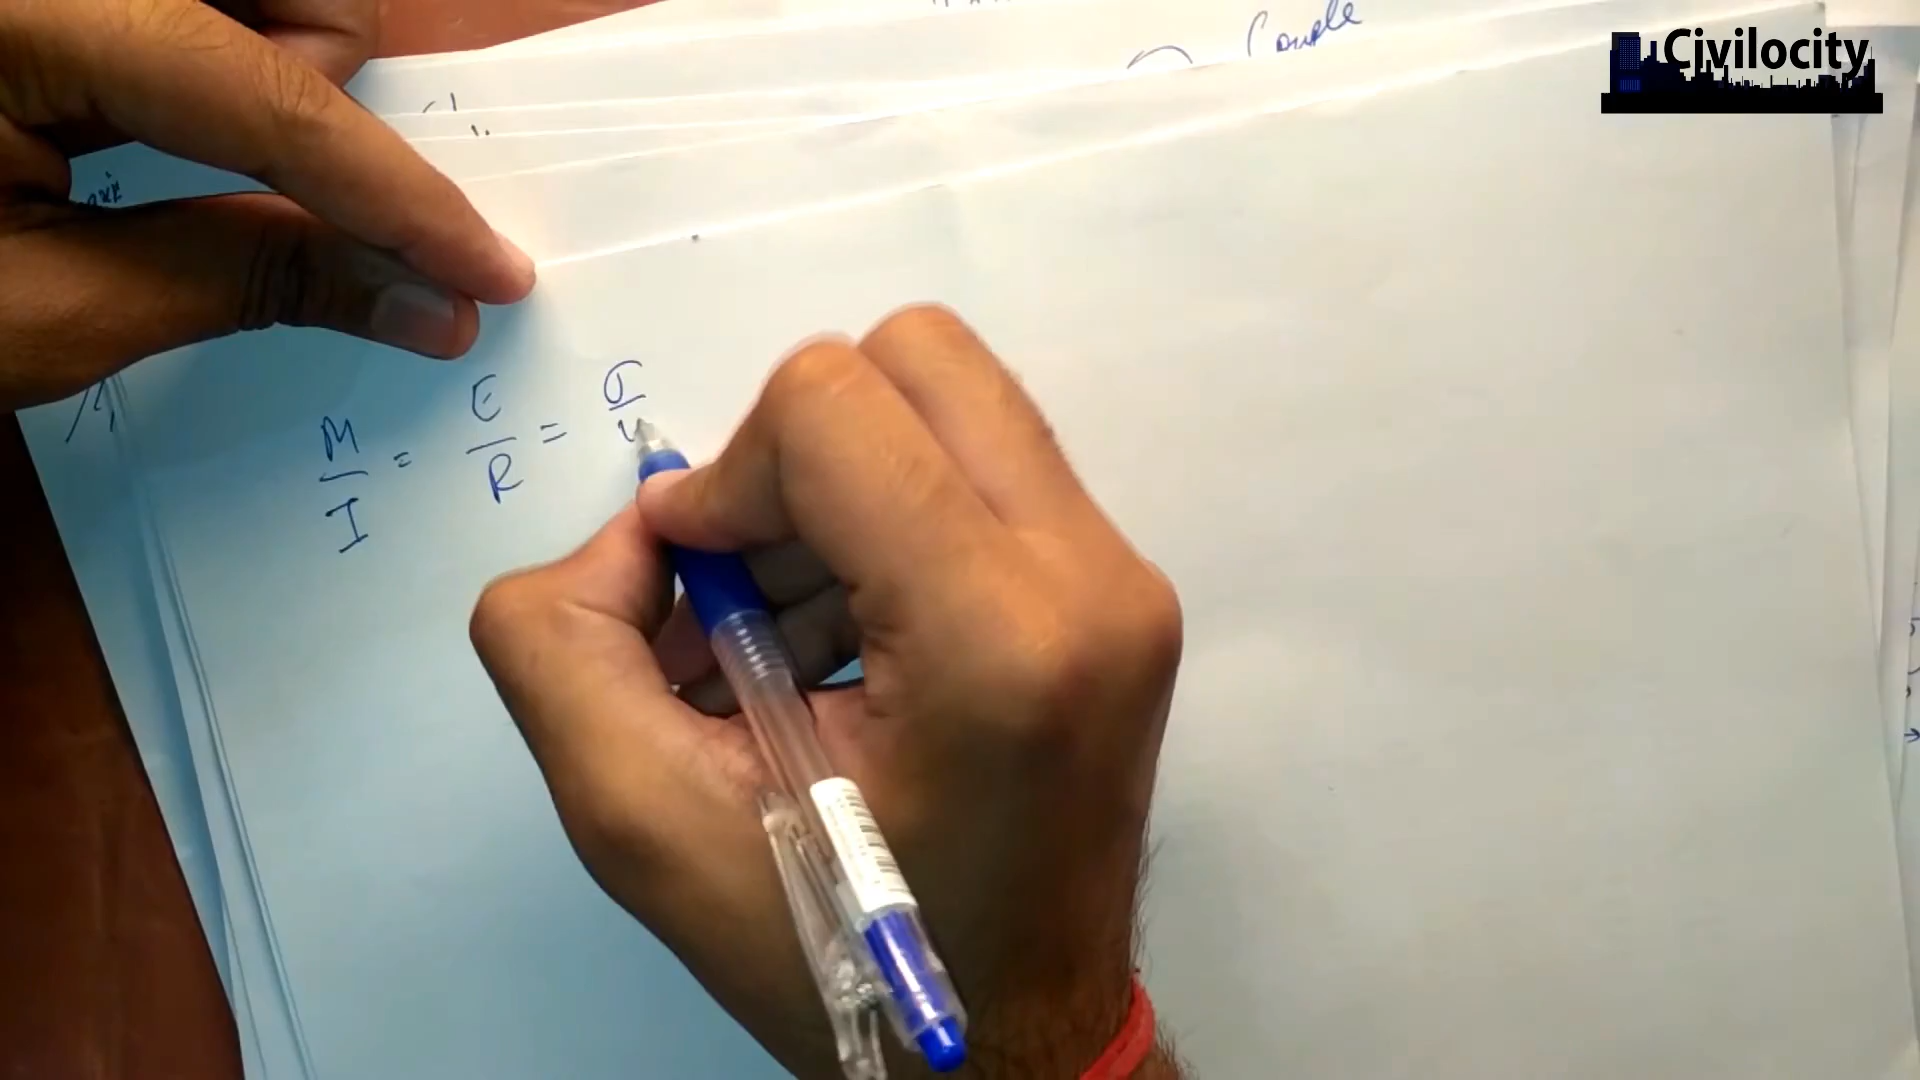 Couple
Civilocity
M/I = E/R = σ/y